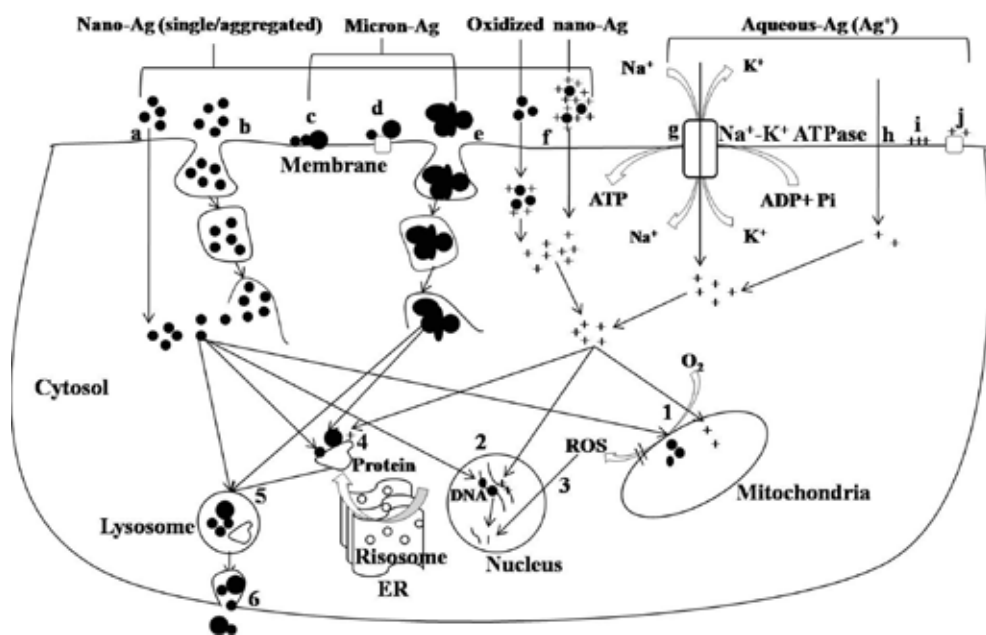 Nano-Ag (single/aggregated)
Micron-Ag
Oxidized nano-Ag
Aqueous-Ag (Ag⁺)
Na⁺
K⁺
a
b
c
d
e
f
g
Na⁺-K⁺ ATPase
h
i
j
Membrane
ATP
ADP+ Pi
Na⁺
K⁺
Cytosol
O₂
1
ROS
Mitochondria
2
DNA
3
Nucleus
4
Protein
Risosome
ER
5
Lysosome
6